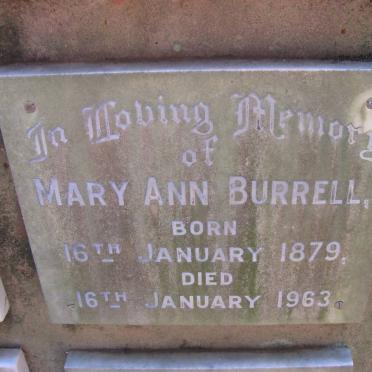 In Loving Memory
of
MARY ANN BURRELL,
BORN
16TH JANUARY 1879,
DIED
16TH JANUARY 1963.